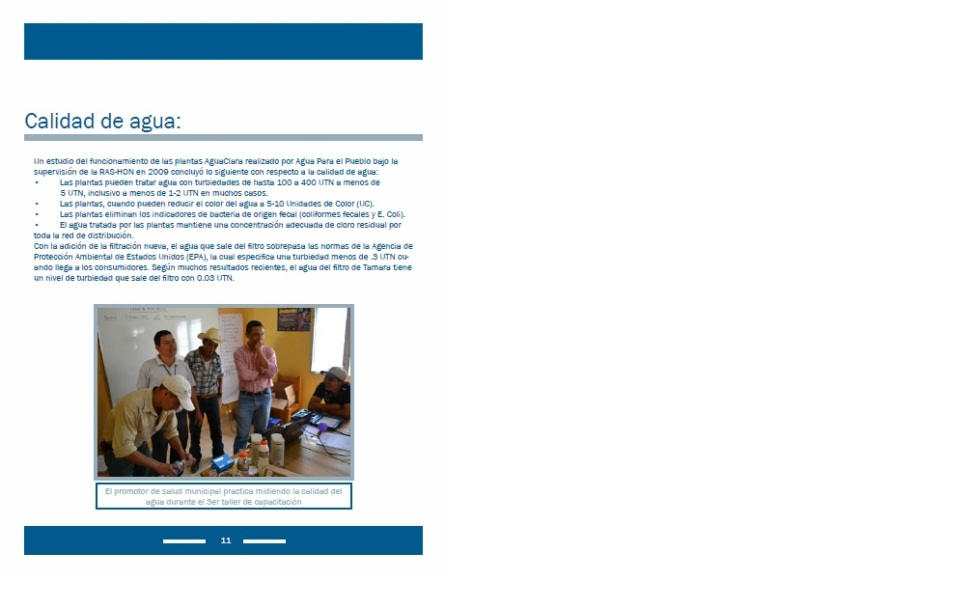 Calidad de agua:
Un estudio del funcionamiento de las plantas AguaClara realizado por Agua Para el Pueblo bajo la
supervisión de la RAS-HON en 2009 concluyó lo siguiente con respecto a la calidad de agua:
• Las plantas pueden tratar agua con turbiedades de hasta 100 a 400 UTN a menos de
5 UTN, inclusivo a menos de 1-2 UTN en muchos casos.
• Las plantas, cuando pueden reducir el color del agua a 5-10 Unidades de Color (UC).
• Las plantas eliminan los indicadores de bacteria de origen fecal (coliformes fecales y E. Coli).
• El agua tratada por las plantas mantiene una concentración adecuada de cloro residual por
toda la red de distribución.
Con la adición de la filtración nueva, el agua que sale del filtro sobrepasa las normas de la Agencia de
Protección Ambiental de Estados Unidos (EPA), la cual especifica una turbiedad menos de .3 UTN cu-
ando llega a los consumidores. Según muchos resultados recientes, el agua del filtro de Tamara tiene
un nivel de turbiedad que sale del filtro con 0.03 UTN.
El promotor de salud municipal practica midiendo la calidad del
agua durante el 3er taller de capacitación
11